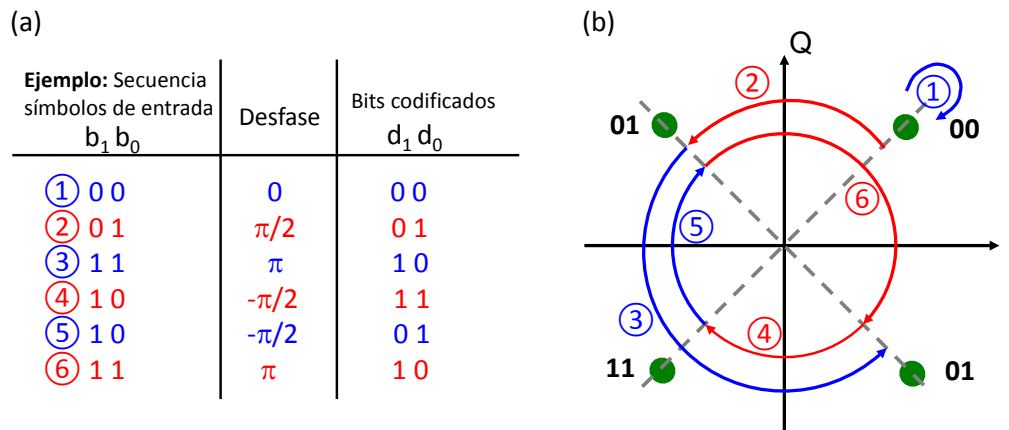 (a)
Ejemplo: Secuencia
símbolos de entrada
b1 b0
Desfase
Bits codificados
d1 d0
1 0 0 0 0 0
2 0 1 π/2 0 1
3 1 1 π 1 0
4 1 0 -π/2 1 1
5 1 0 -π/2 0 1
6 1 1 π 1 0
(b)
Q
2
1
01
00
6
5
3
4
11
01